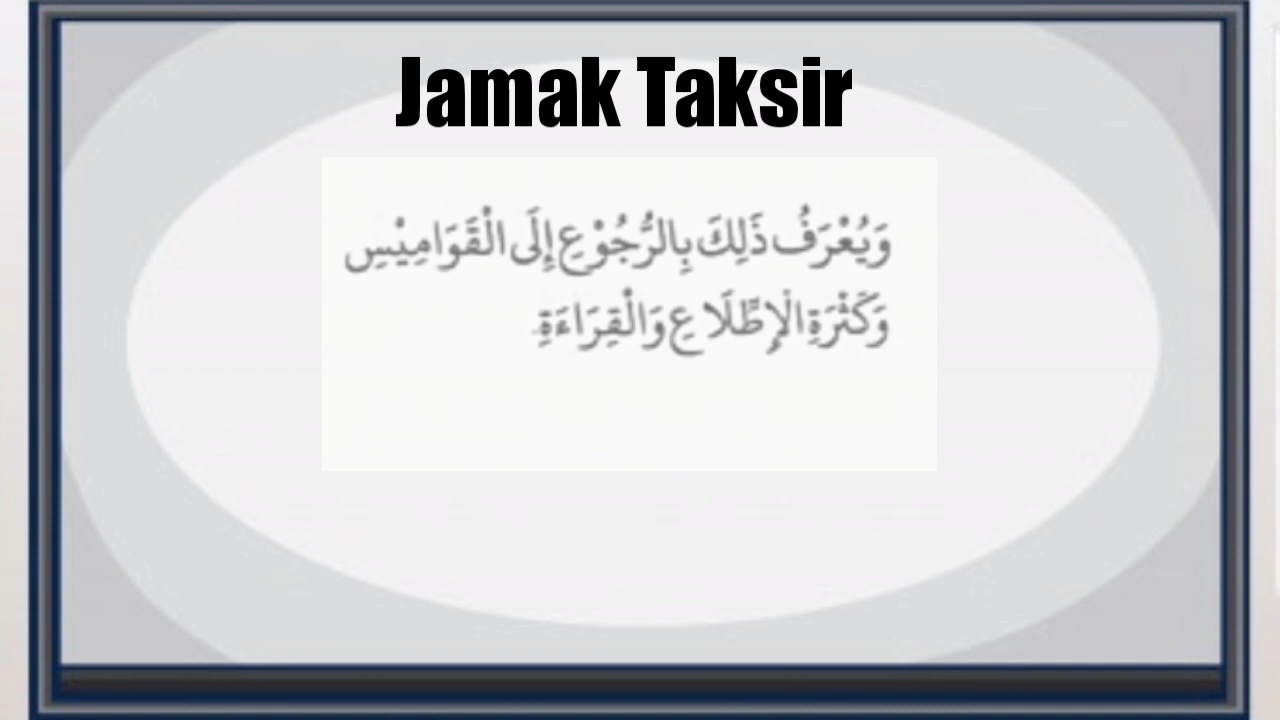 Jamak Taksir
وَيُعْرَفُ ذَلِكَ بِالرُّجُوْعِ إِلَى الْقَوَامِيْسِ
وَكَثْرَةِ الْإِطِّلَاعِ وَالْقِرَاءَةِ.